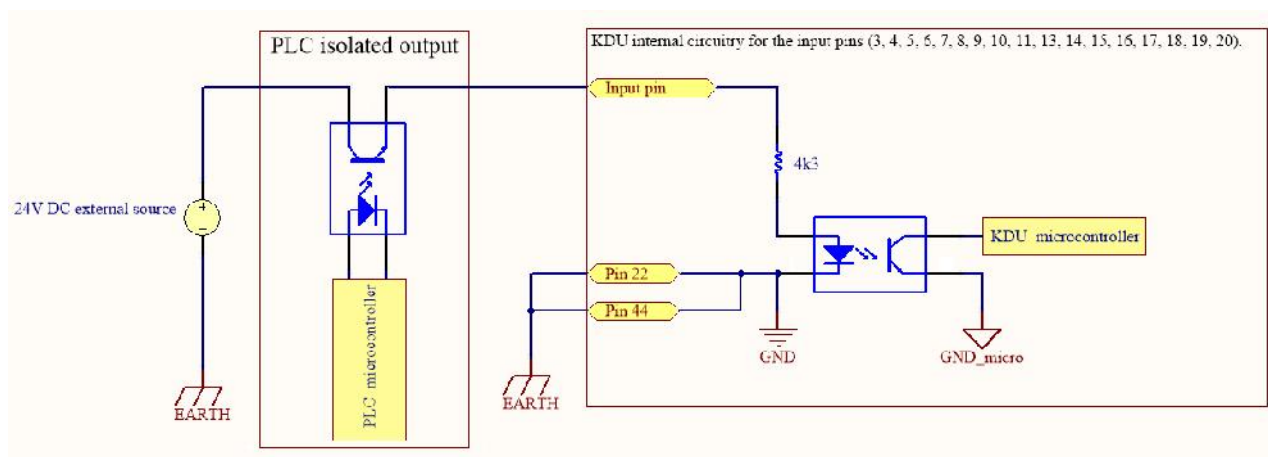 PLC isolated output
KDU internal circuitry for the input pins (3, 4, 5, 6, 7, 8, 9, 10, 11, 13, 14, 15, 16, 17, 18, 19, 20).
Input pin
4k3
24V DC external source
+
−
KDU microcontroller
Pin 22
Pin 44
PLC microcontroller
GND
GND_micro
EARTH
EARTH